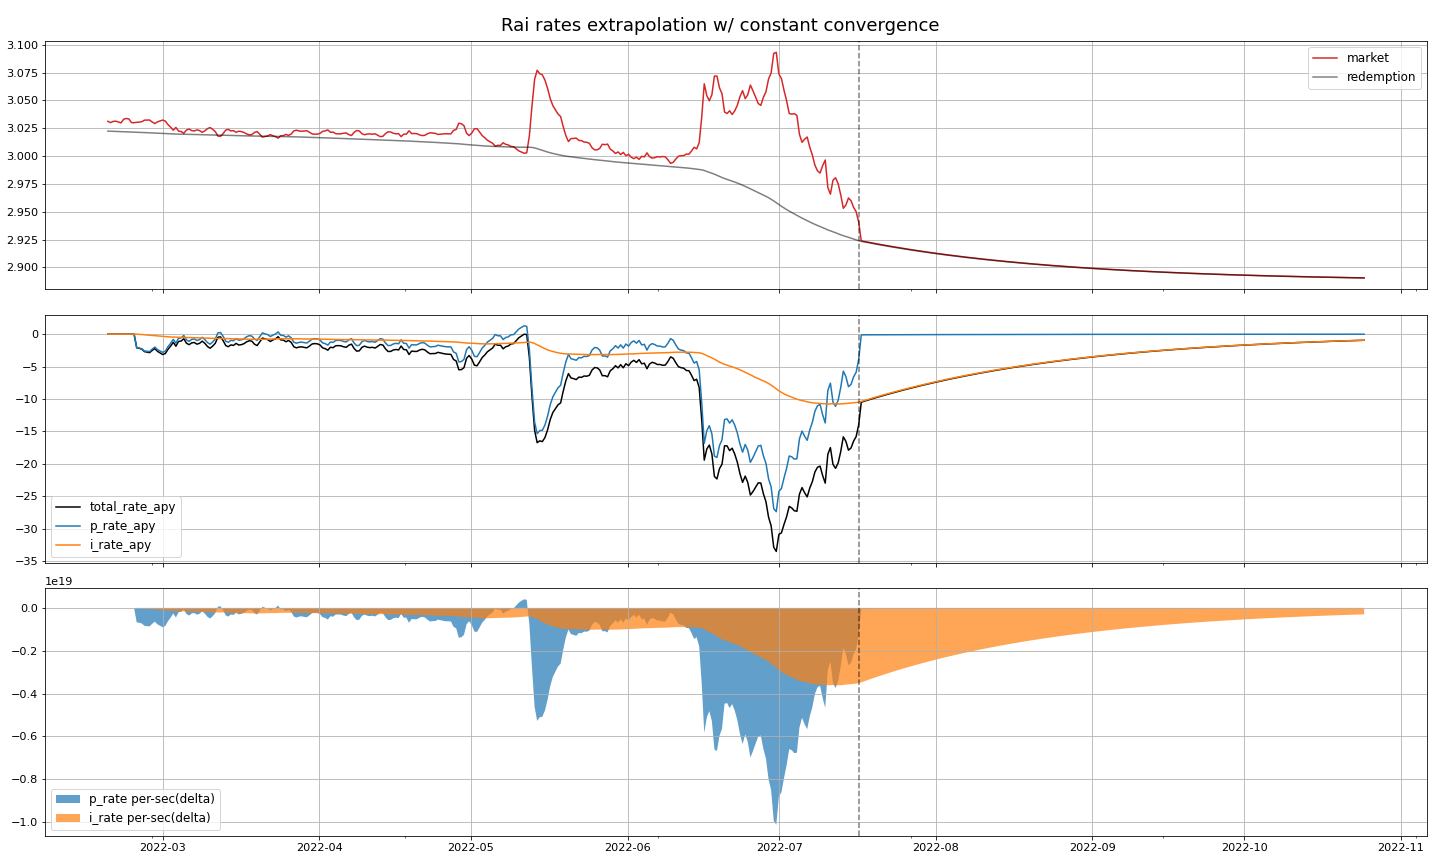 Rai rates extrapolation w/ constant convergence
3.100
3.075
3.050
3.025
3.000
2.975
2.950
2.925
2.900
market
redemption
0
−5
−10
−15
−20
−25
−30
−35
total_rate_apy
p_rate_apy
i_rate_apy
1e19
0.0
−0.2
−0.4
−0.6
−0.8
−1.0
p_rate per-sec(delta)
i_rate per-sec(delta)
2022-03 2022-04 2022-05 2022-06 2022-07 2022-08 2022-09 2022-10 2022-11